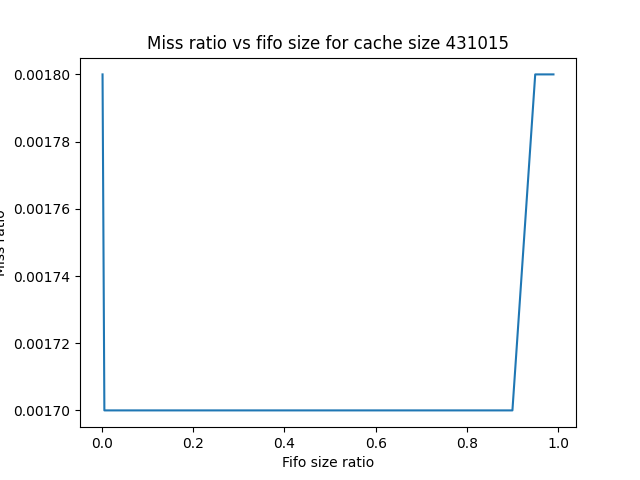 Miss ratio vs fifo size for cache size 431015
0.00180
0.00178
0.00176
0.00174
0.00172
0.00170
Miss ratio
0.0 0.2 0.4 0.6 0.8 1.0
Fifo size ratio